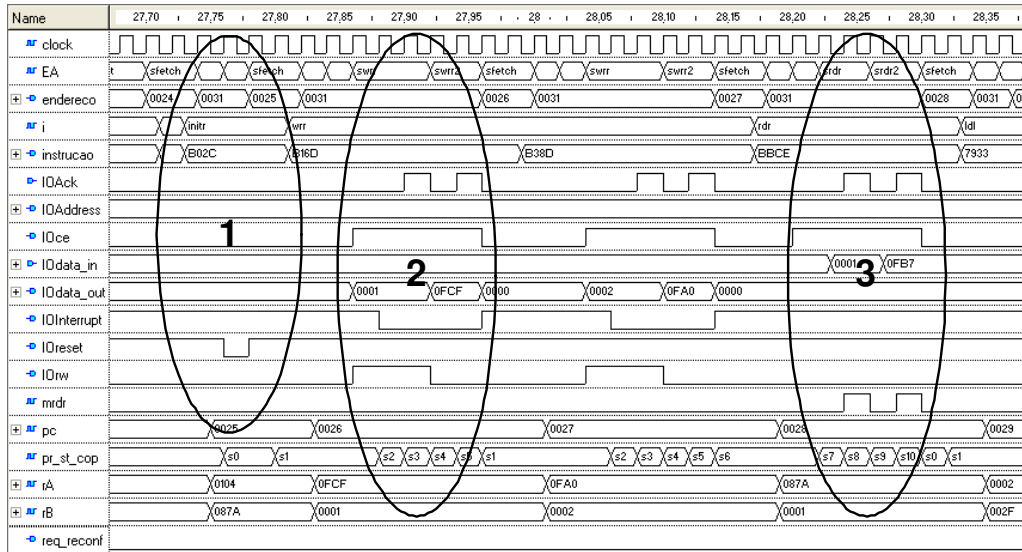 Name 27,70 27,75 27,80 27,85 27,90 27,95 28 28,05 28,10 28,15 28,20 28,25 28,30 28,35
clock
EA t sfetch sfetch swrr swrr2 sfetch swrr swrr2 sfetch srdr srdr2 sfetch
endereco 0024 0031 0025 0031 0026 0031 0027 0031 0028 0031
i initr wrr rdr ldl
instrucao B02C B16D B38D BBCE 7933
IOAck
IOAddress
IOce
IOdata_in 0001 0FB7
IOdata_out 0001 0FCF 0000 0002 0FA0 0000
IOInterrupt
IOreset
IOrw
mrdr
pc 0025 0026 0027 0028 0029
pr_st_cop s0 s1 s2 s3 s4 s5 s1 s2 s3 s4 s5 s6 s7 s8 s9 s10 s0 s1
rA 0104 0FCF 0FA0 087A 0002
rB 087A 0001 0002 0001 002F
req_reconf
1
2
3